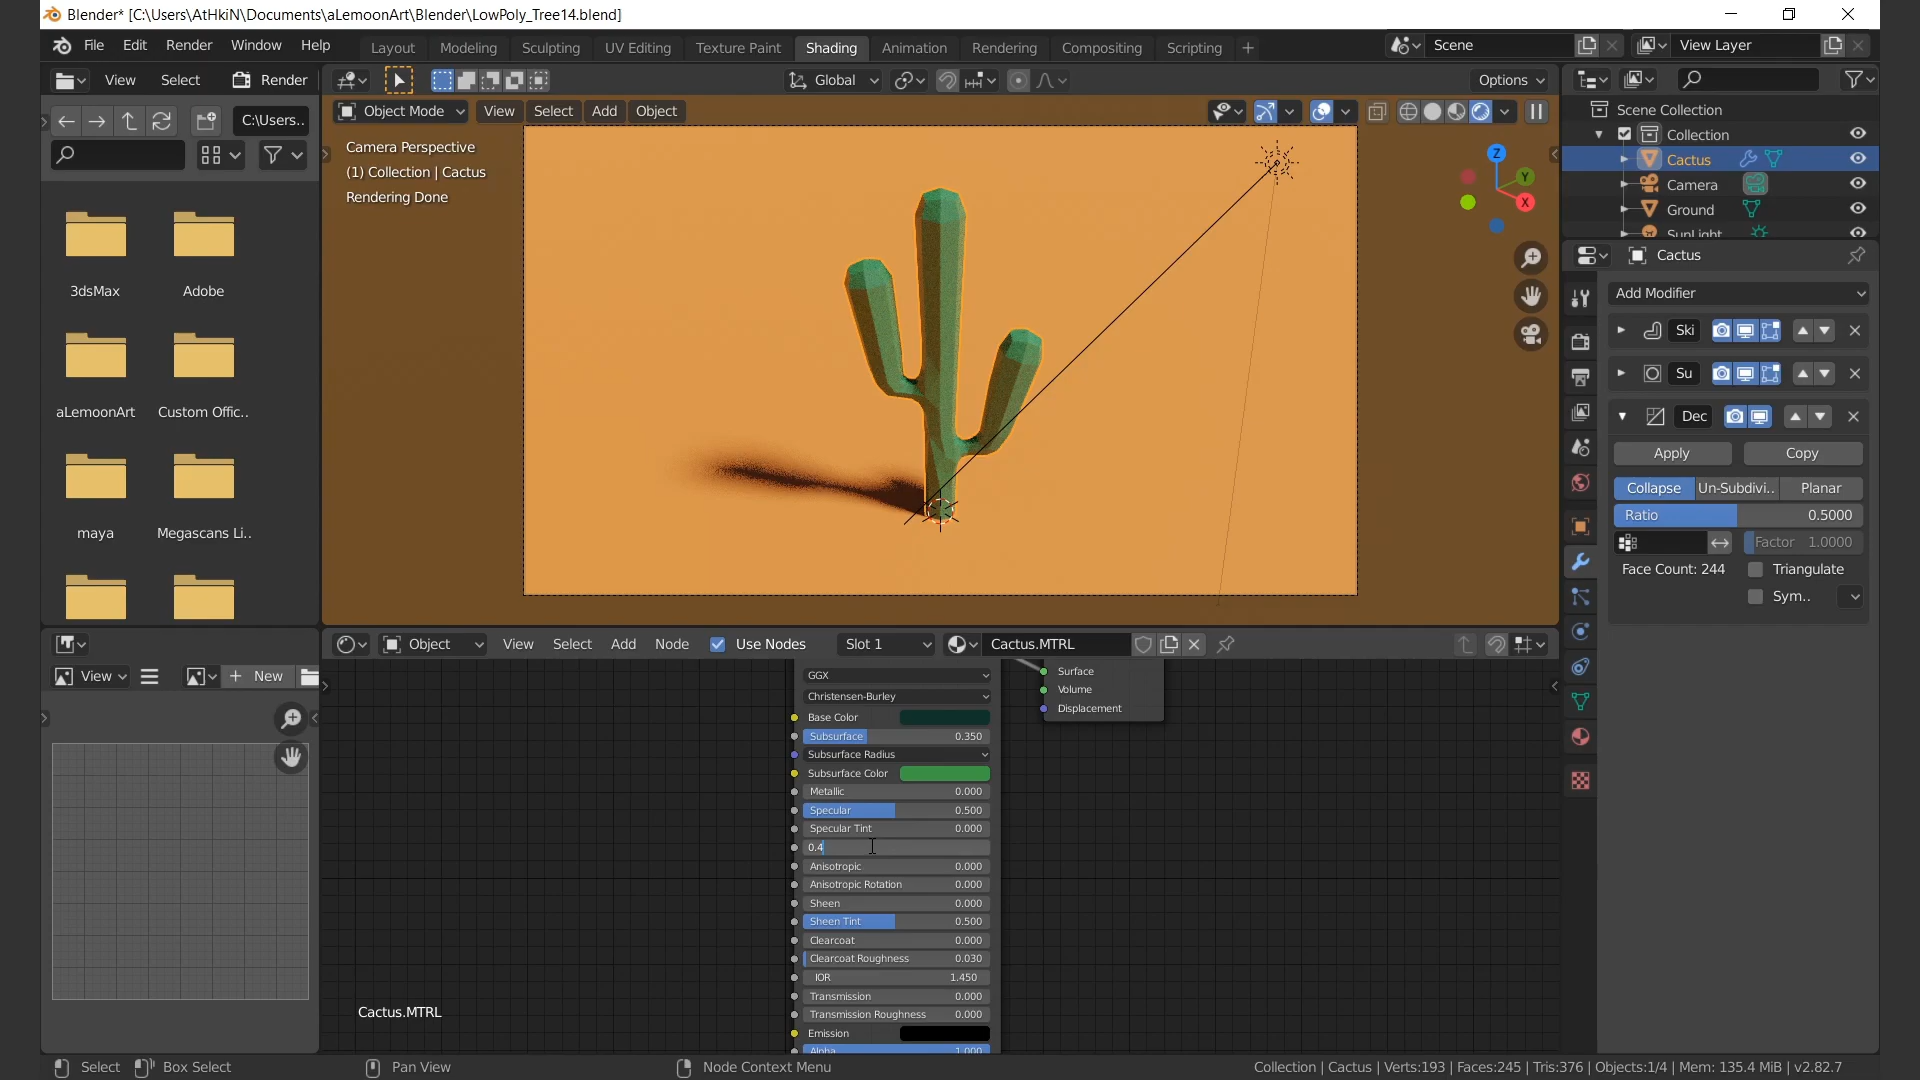 Blender* [C:\Users\AtHkiN\Documents\aLemoonArt\Blender\LowPoly_Tree14.blend]
File Edit Render Window Help
Layout Modeling Sculpting UV Editing Texture Paint Shading Animation Rendering Compositing Scripting +
Scene
View Layer
View Select Render
Global
Options
C:\Users..
Object Mode View Select Add Object
Camera Perspective
(1) Collection | Cactus
Rendering Done
Z
Y
X
Scene Collection
Collection
Cactus
Camera
Ground
SunLight
Cactus
Add Modifier
Ski
Su
Dec
Apply Copy
Collapse Un-Subdivi.. Planar
Ratio 0.5000
Factor 1.0000
Face Count: 244 Triangulate
Sym..
3dsMax Adobe
aLemoonArt Custom Offic..
maya Megascans Li..
View + New
Object View Select Add Node Use Nodes Slot 1 Cactus.MTRL
GGX
Christensen-Burley
Base Color
Subsurface 0.350
Subsurface Radius
Subsurface Color
Metallic 0.000
Specular 0.500
Specular Tint 0.000
0.4
Anisotropic 0.000
Anisotropic Rotation 0.000
Sheen 0.000
Sheen Tint 0.500
Clearcoat 0.000
Clearcoat Roughness 0.030
IOR 1.450
Transmission 0.000
Transmission Roughness 0.000
Emission
Alpha 1.000
Surface
Volume
Displacement
Cactus.MTRL
Select Box Select Pan View Node Context Menu
Collection | Cactus | Verts:193 | Faces:245 | Tris:376 | Objects:1/4 | Mem: 135.4 MiB | v2.82.7